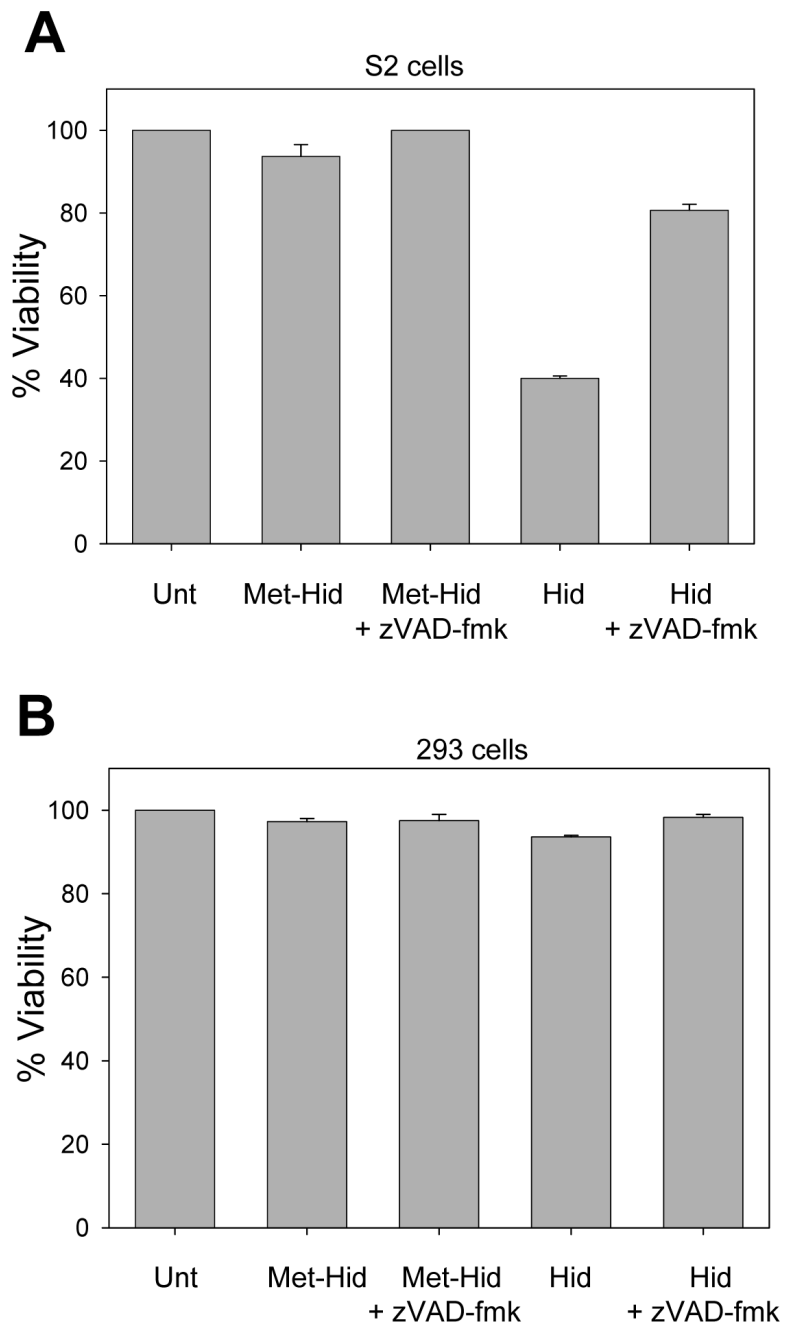 A
S2 cells
% Viability
100
80
60
40
20
0
Unt
Met-Hid
Met-Hid
+ zVAD-fmk
Hid
Hid
+ zVAD-fmk
B
293 cells
% Viability
100
80
60
40
20
0
Unt
Met-Hid
Met-Hid
+ zVAD-fmk
Hid
Hid
+ zVAD-fmk